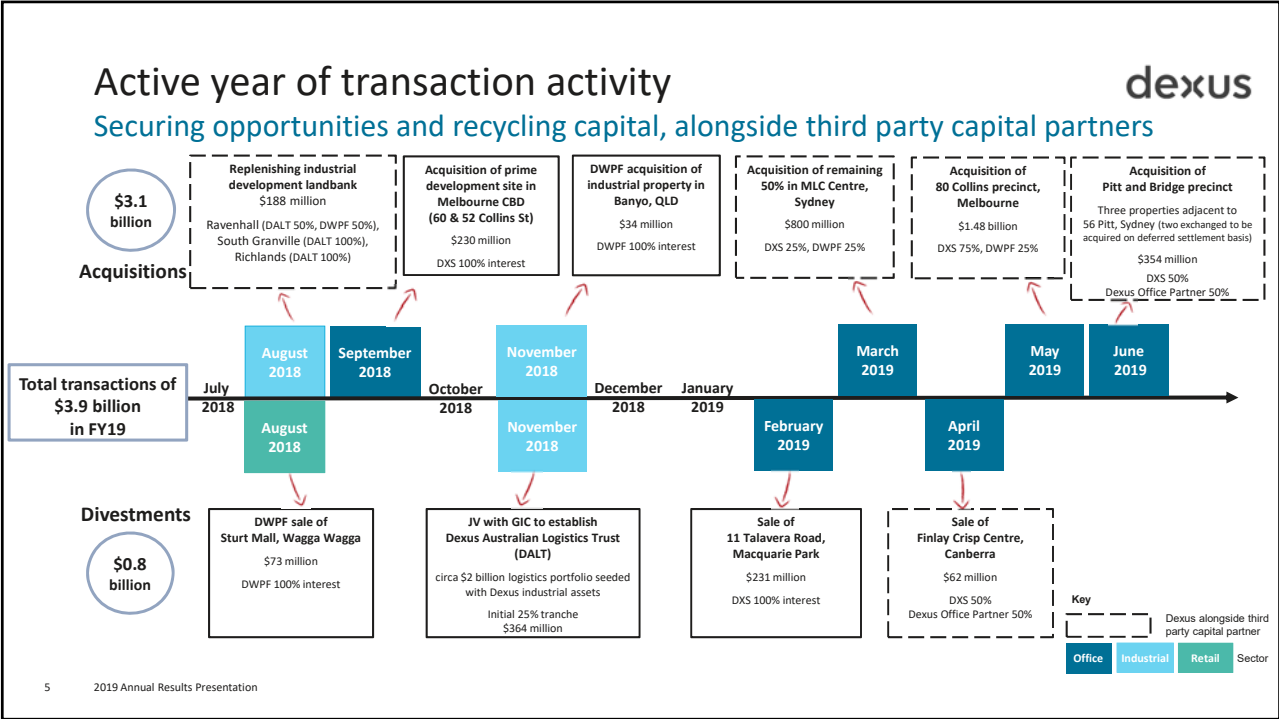 Active year of transaction activity
dexus
Securing opportunities and recycling capital, alongside third party capital partners
$3.1
billion
Acquisitions
Replenishing industrial
development landbank
$188 million
Ravenhall (DALT 50%, DWPF 50%),
South Granville (DALT 100%),
Richlands (DALT 100%)
Acquisition of prime
development site in
Melbourne CBD
(60 & 52 Collins St)
$230 million
DXS 100% interest
DWPF acquisition of
industrial property in
Banyo, QLD
$34 million
DWPF 100% interest
Acquisition of remaining
50% in MLC Centre,
Sydney
$800 million
DXS 25%, DWPF 25%
Acquisition of
80 Collins precinct,
Melbourne
$1.48 billion
DXS 75%, DWPF 25%
Acquisition of
Pitt and Bridge precinct
Three properties adjacent to
56 Pitt, Sydney (two exchanged to be
acquired on deferred settlement basis)
$354 million
DXS 50%
Dexus Office Partner 50%
Total transactions of
$3.9 billion
in FY19
July
2018
August
2018
August
2018
September
2018
October
2018
November
2018
November
2018
December
2018
January
2019
February
2019
March
2019
April
2019
May
2019
June
2019
Divestments
$0.8
billion
DWPF sale of
Sturt Mall, Wagga Wagga
$73 million
DWPF 100% interest
JV with GIC to establish
Dexus Australian Logistics Trust
(DALT)
circa $2 billion logistics portfolio seeded
with Dexus industrial assets
Initial 25% tranche
$364 million
Sale of
11 Talavera Road,
Macquarie Park
$231 million
DXS 100% interest
Sale of
Finlay Crisp Centre,
Canberra
$62 million
DXS 50%
Dexus Office Partner 50%
Key
Dexus alongside third
party capital partner
Office Industrial Retail Sector
5 2019 Annual Results Presentation